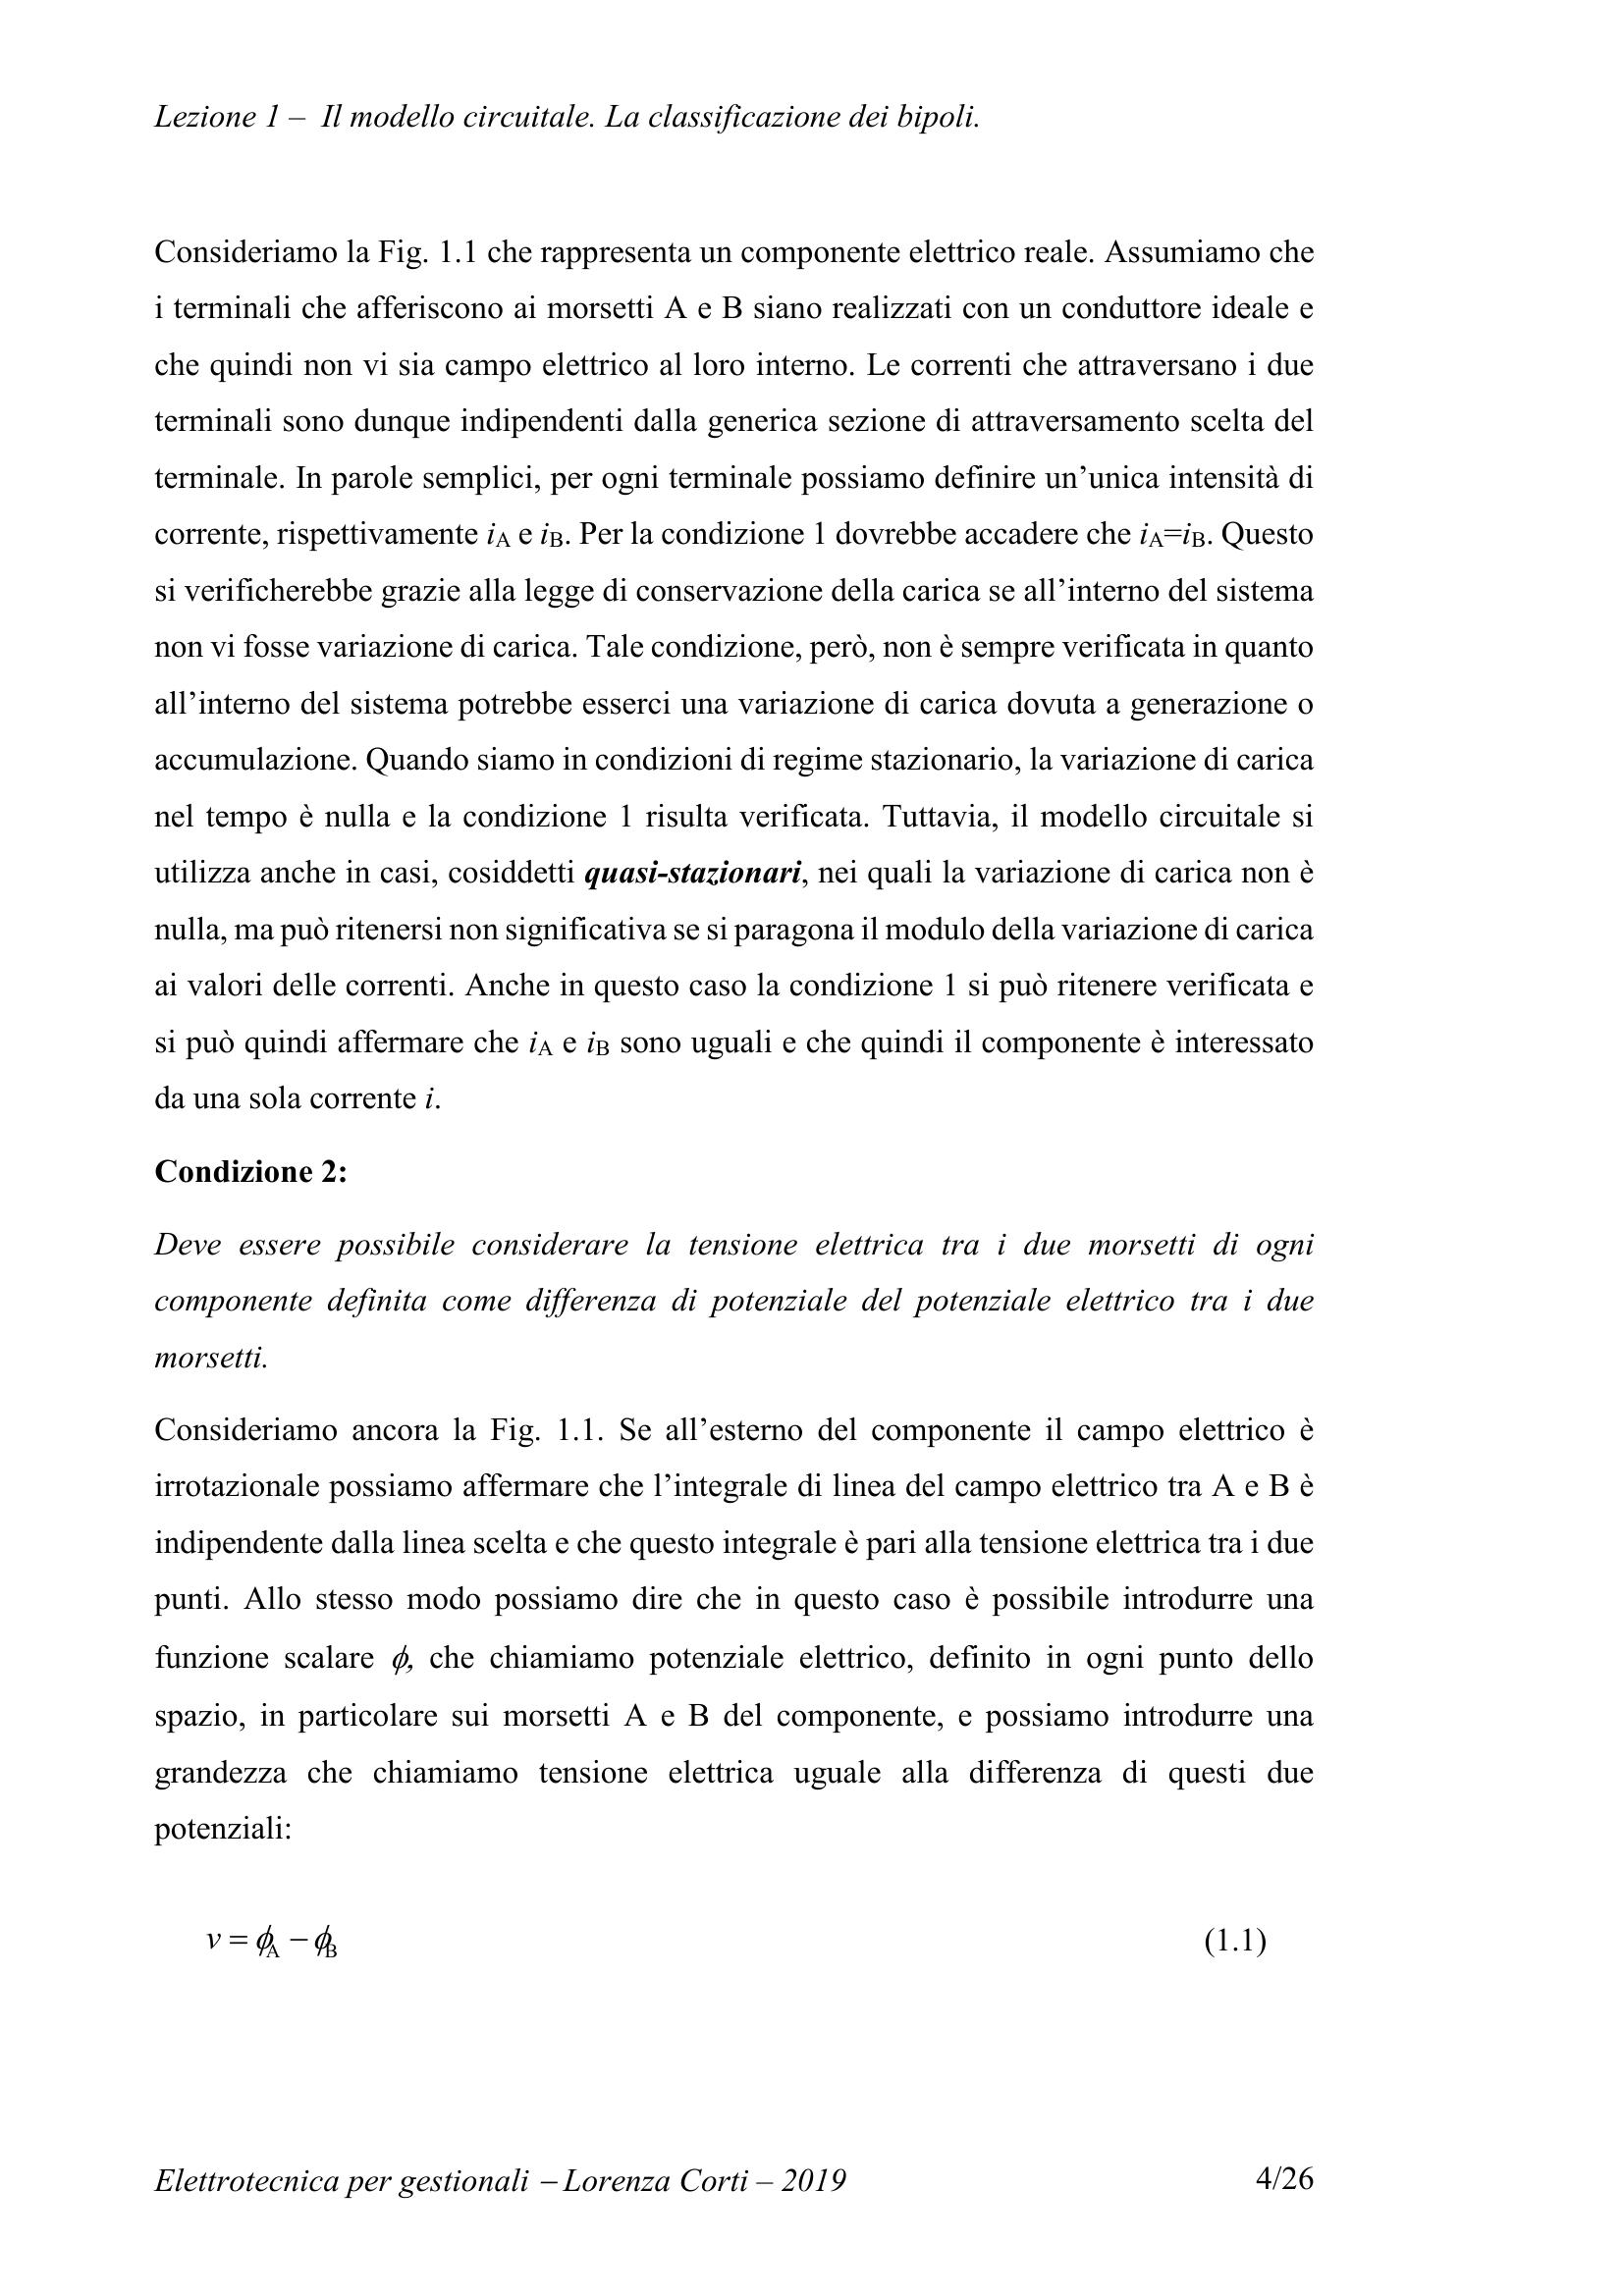 Lezione 1 – Il modello circuitale. La classificazione dei bipoli.
Consideriamo la Fig. 1.1 che rappresenta un componente elettrico reale. Assumiamo che
i terminali che afferiscono ai morsetti A e B siano realizzati con un conduttore ideale e
che quindi non vi sia campo elettrico al loro interno. Le correnti che attraversano i due
terminali sono dunque indipendenti dalla generica sezione di attraversamento scelta del
terminale. In parole semplici, per ogni terminale possiamo definire un’unica intensità di
corrente, rispettivamente iA e iB. Per la condizione 1 dovrebbe accadere che iA=iB. Questo
si verificherebbe grazie alla legge di conservazione della carica se all’interno del sistema
non vi fosse variazione di carica. Tale condizione, però, non è sempre verificata in quanto
all’interno del sistema potrebbe esserci una variazione di carica dovuta a generazione o
accumulazione. Quando siamo in condizioni di regime stazionario, la variazione di carica
nel tempo è nulla e la condizione 1 risulta verificata. Tuttavia, il modello circuitale si
utilizza anche in casi, cosiddetti quasi-stazionari, nei quali la variazione di carica non è
nulla, ma può ritenersi non significativa se si paragona il modulo della variazione di carica
ai valori delle correnti. Anche in questo caso la condizione 1 si può ritenere verificata e
si può quindi affermare che iA e iB sono uguali e che quindi il componente è interessato
da una sola corrente i.
Condizione 2:
Deve essere possibile considerare la tensione elettrica tra i due morsetti di ogni
componente definita come differenza di potenziale del potenziale elettrico tra i due
morsetti.
Consideriamo ancora la Fig. 1.1. Se all’esterno del componente il campo elettrico è
irrotazionale possiamo affermare che l’integrale di linea del campo elettrico tra A e B è
indipendente dalla linea scelta e che questo integrale è pari alla tensione elettrica tra i due
punti. Allo stesso modo possiamo dire che in questo caso è possibile introdurre una
funzione scalare ϕ, che chiamiamo potenziale elettrico, definito in ogni punto dello
spazio, in particolare sui morsetti A e B del componente, e possiamo introdurre una
grandezza che chiamiamo tensione elettrica uguale alla differenza di questi due
potenziali:
v = ϕA − ϕB (1.1)
Elettrotecnica per gestionali – Lorenza Corti – 2019 4/26